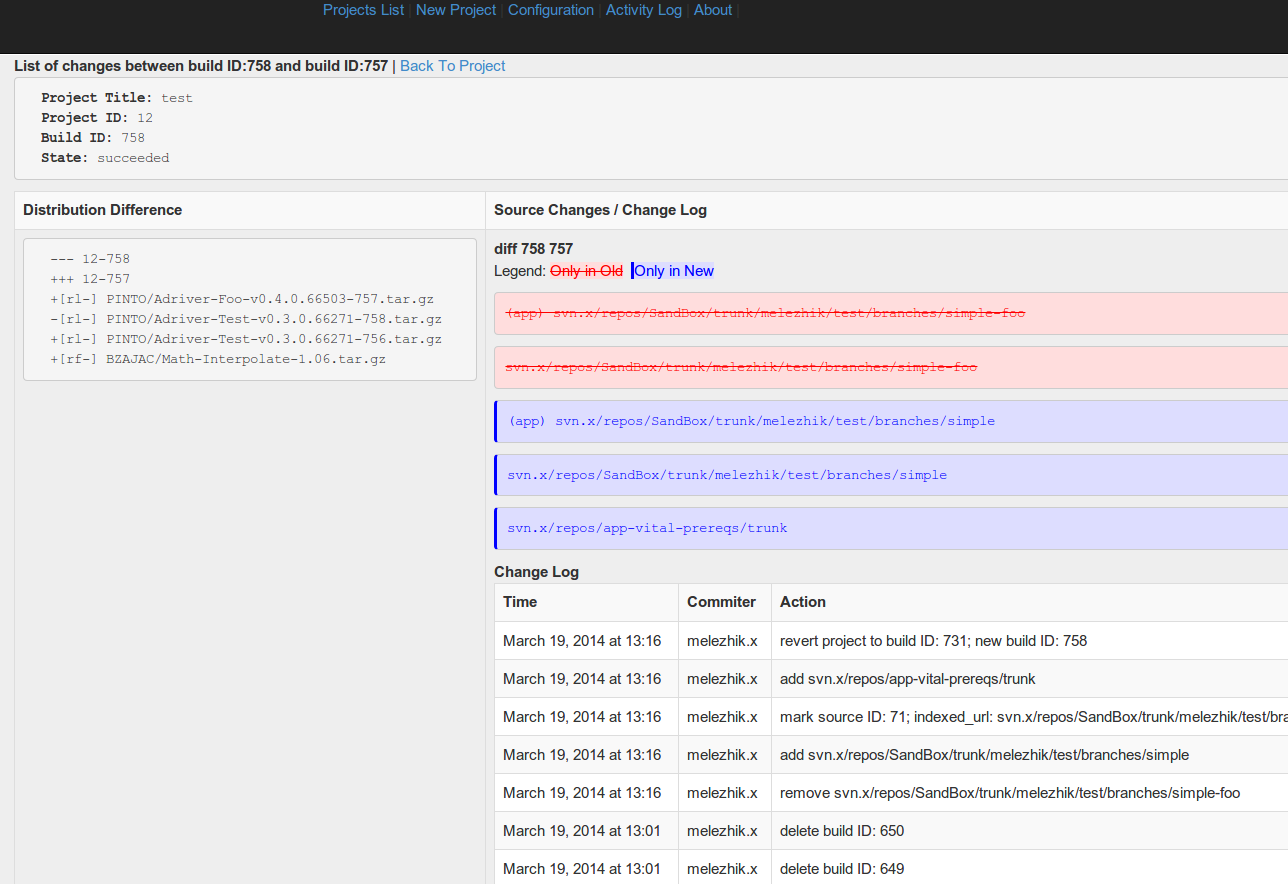 Projects List | New Project | Configuration | Activity Log | About |
List of changes between build ID:758 and build ID:757 | Back To Project
Project Title: test
Project ID: 12
Build ID: 758
State: succeeded
Distribution Difference
--- 12-758
+++ 12-757
+[rl-] PINTO/Adriver-Foo-v0.4.0.66503-757.tar.gz
-[rl-] PINTO/Adriver-Test-v0.3.0.66271-758.tar.gz
+[rl-] PINTO/Adriver-Test-v0.3.0.66271-756.tar.gz
+[rf-] BZAJAC/Math-Interpolate-1.06.tar.gz
Source Changes / Change Log
diff 758 757
Legend: Only in Old Only in New
(app) svn.x/repos/SandBox/trunk/melezhik/test/branches/simple-foo
svn.x/repos/SandBox/trunk/melezhik/test/branches/simple-foo
(app) svn.x/repos/SandBox/trunk/melezhik/test/branches/simple
svn.x/repos/SandBox/trunk/melezhik/test/branches/simple
svn.x/repos/app-vital-prereqs/trunk
Change Log
Time Commiter Action
March 19, 2014 at 13:16 melezhik.x revert project to build ID: 731; new build ID: 758
March 19, 2014 at 13:16 melezhik.x add svn.x/repos/app-vital-prereqs/trunk
March 19, 2014 at 13:16 melezhik.x mark source ID: 71; indexed_url: svn.x/repos/SandBox/trunk/melezhik/test/bra
March 19, 2014 at 13:16 melezhik.x add svn.x/repos/SandBox/trunk/melezhik/test/branches/simple
March 19, 2014 at 13:16 melezhik.x remove svn.x/repos/SandBox/trunk/melezhik/test/branches/simple-foo
March 19, 2014 at 13:01 melezhik.x delete build ID: 650
March 19, 2014 at 13:01 melezhik.x delete build ID: 649